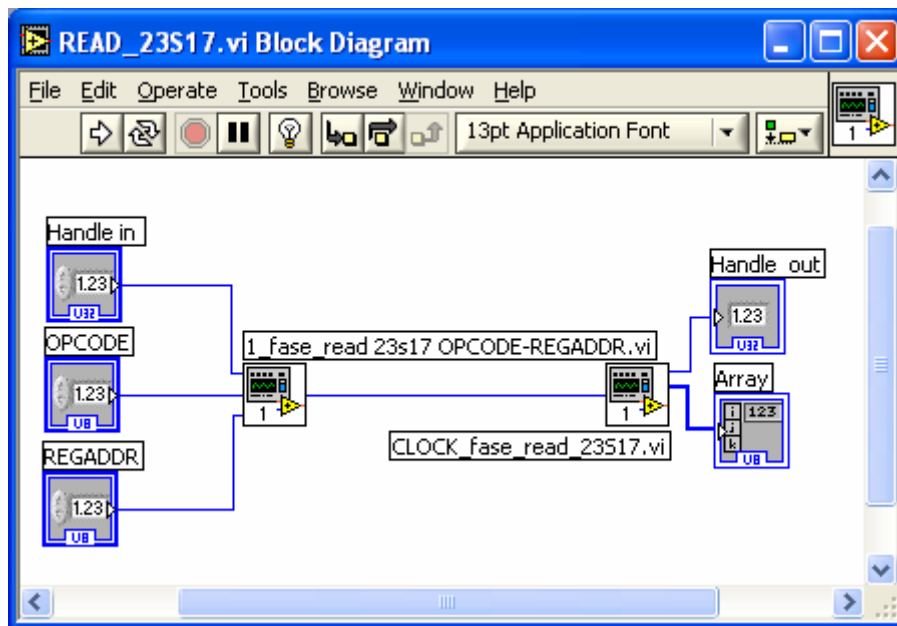 READ_23S17.vi Block Diagram
File Edit Operate Tools Browse Window Help
13pt Application Font
1
Handle in
1.23
U32
OPCODE
1.23
U8
REGADDR
1.23
U8
1_fase_read 23s17 OPCODE-REGADDR.vi
1
1
CLOCK_fase_read_23S17.vi
Handle out
1.23
U32
Array
i 123
j
k
U8